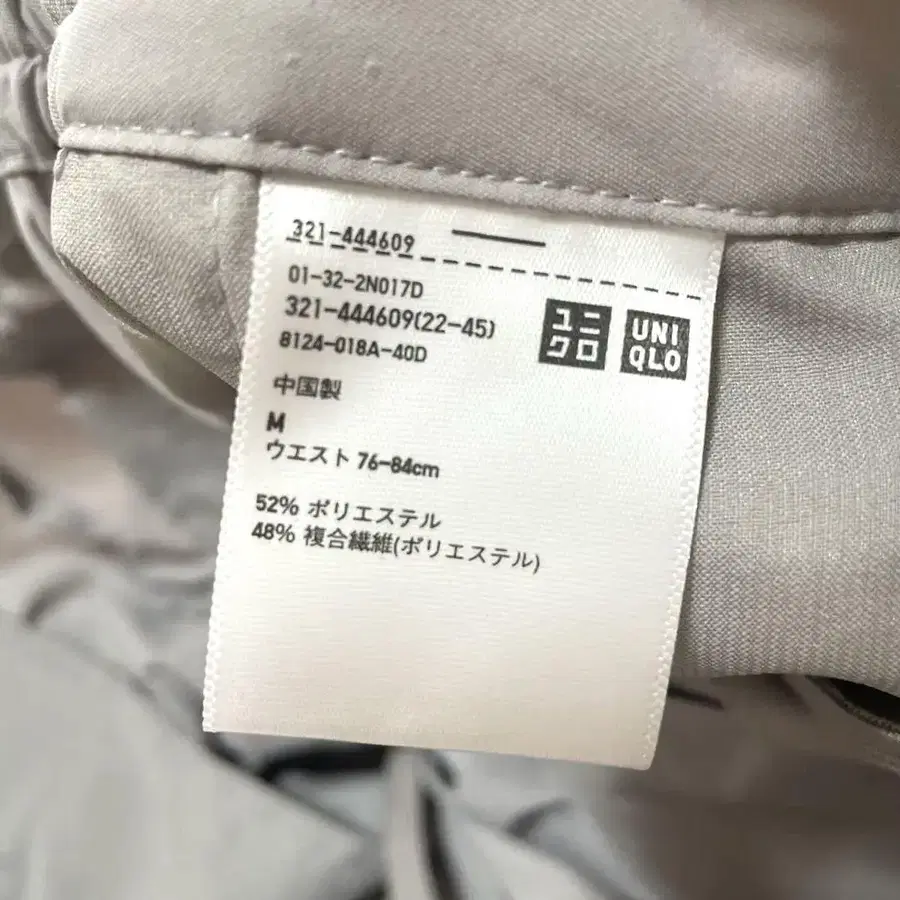 321-444609
01-32-2N017D
321-444609(22-45)
8124-018A-40D
ユニ
クロ
UNI
QLO
中国製
M
ウエスト 76-84cm
52% ポリエステル
48% 複合繊維(ポリエステル)